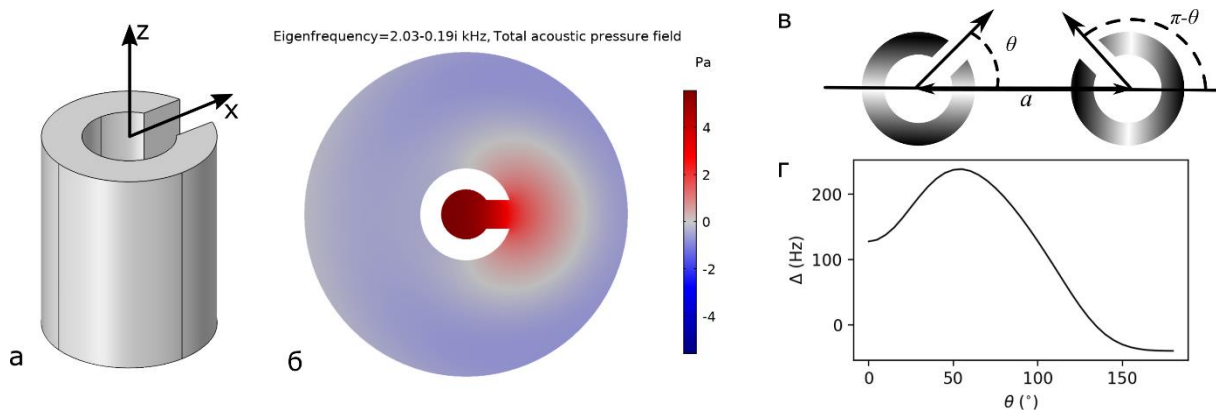 z
x
а
Eigenfrequency=2.03-0.19i kHz, Total acoustic pressure field
Pa
4
2
0
-2
-4
б
в
θ
π-θ
a
г
Δ (Hz)
200
100
0
0 50 100 150
θ (°)